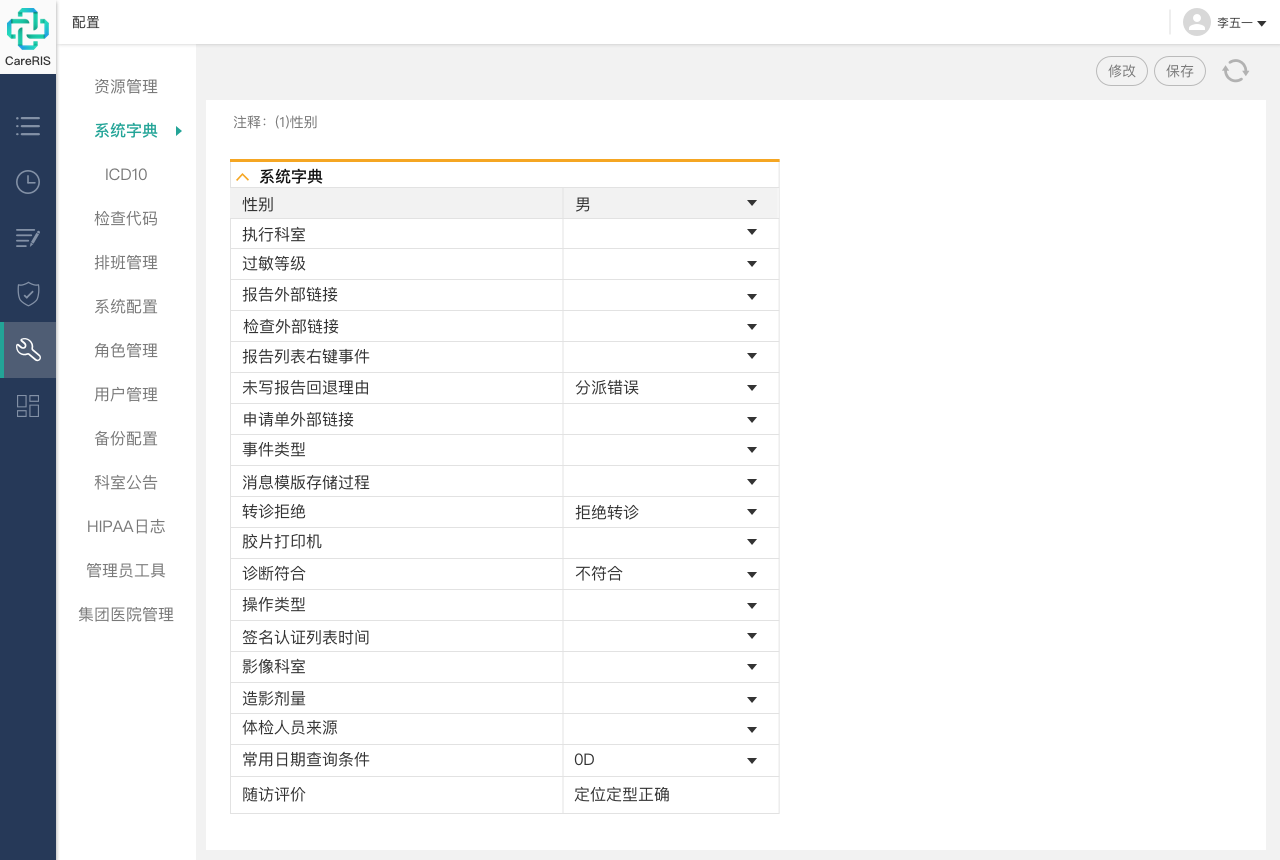 配置
李五一
CareRIS
修改 保存
资源管理
系统字典
ICD10
检查代码
排班管理
系统配置
角色管理
用户管理
备份配置
科室公告
HIPAA日志
管理员工具
集团医院管理
注释：(1)性别
系统字典
性别 男
执行科室
过敏等级
报告外部链接
检查外部链接
报告列表右键事件
未写报告回退理由 分派错误
申请单外部链接
事件类型
消息模版存储过程
转诊拒绝 拒绝转诊
胶片打印机
诊断符合 不符合
操作类型
签名认证列表时间
影像科室
造影剂量
体检人员来源
常用日期查询条件 0D
随访评价 定位定型正确